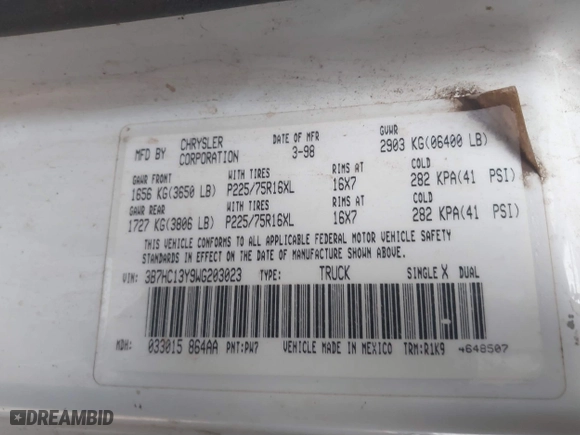 MFD BY CHRYSLER CORPORATION DATE OF MFR 3-98 GVWR 2903 KG(06400 LB)
GAWR FRONT WITH TIRES RIMS AT COLD
1656 KG(3650 LB) P225/75R16XL 16X7 282 KPA(41 PSI)
GAWR REAR WITH TIRES RIMS AT COLD
1727 KG(3806 LB) P225/75R16XL 16X7 282 KPA(41 PSI)
THIS VEHICLE CONFORMS TO ALL APPLICABLE FEDERAL MOTOR VEHICLE SAFETY
STANDARDS IN EFFECT ON THE DATE OF MANUFACTURE SHOWN ABOVE.
VIN: 3B7HC13Y9WG203023 TYPE: TRUCK SINGLE X DUAL
MDH: 033015 864AA PNT:PW7 VEHICLE MADE IN MEXICO TRM:R1K9 4648507
DREAMBID